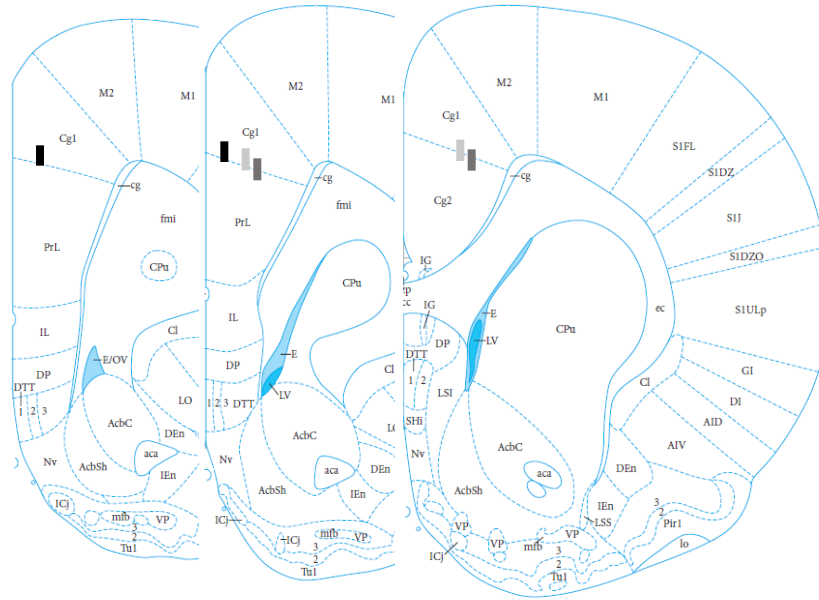 M2
M1
Cg1
cg
fmi
PrL
CPu
IL
Cl
E/OV
DP
DTT
1 2 3
LO
AcbC
DEn
aca
Nv
AcbSh
IEn
ICj
mfb
VP
3
2
Tu1
M2
M1
Cg1
cg
fmi
PrL
CPu
IL
E
DP
Cl
LV
1 2 3 DTT
AcbC
LO
Nv
aca
DEn
AcbSh
IEn
ICj
ICj
mfb
VP
3
2
Tu1
M2
M1
Cg1
S1FL
S1DZ
cg
Cg2
S1J
S1DZO
IG
cc
IG
E
ec
S1ULp
LV
CPu
DP
DTT
1 2
LSI
GI
Cl
DI
AID
SHi
AcbC
AIV
Nv
aca
DEn
AcbSh
IEn
3
2
LSS
Pir1
VP
VP
VP
mfb
lo
ICj
3
2
Tu1